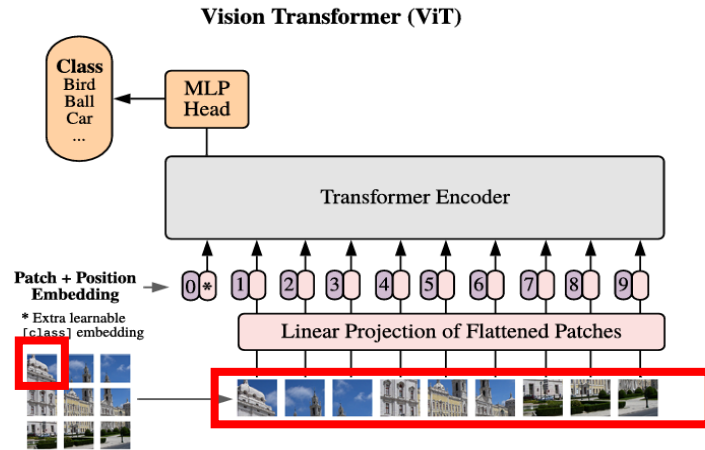 Vision Transformer (ViT)
Class
Bird
Ball
Car
...
MLP
Head
Transformer Encoder
Patch + Position
Embedding
0 * 1 2 3 4 5 6 7 8 9
* Extra learnable
[class] embedding
Linear Projection of Flattened Patches